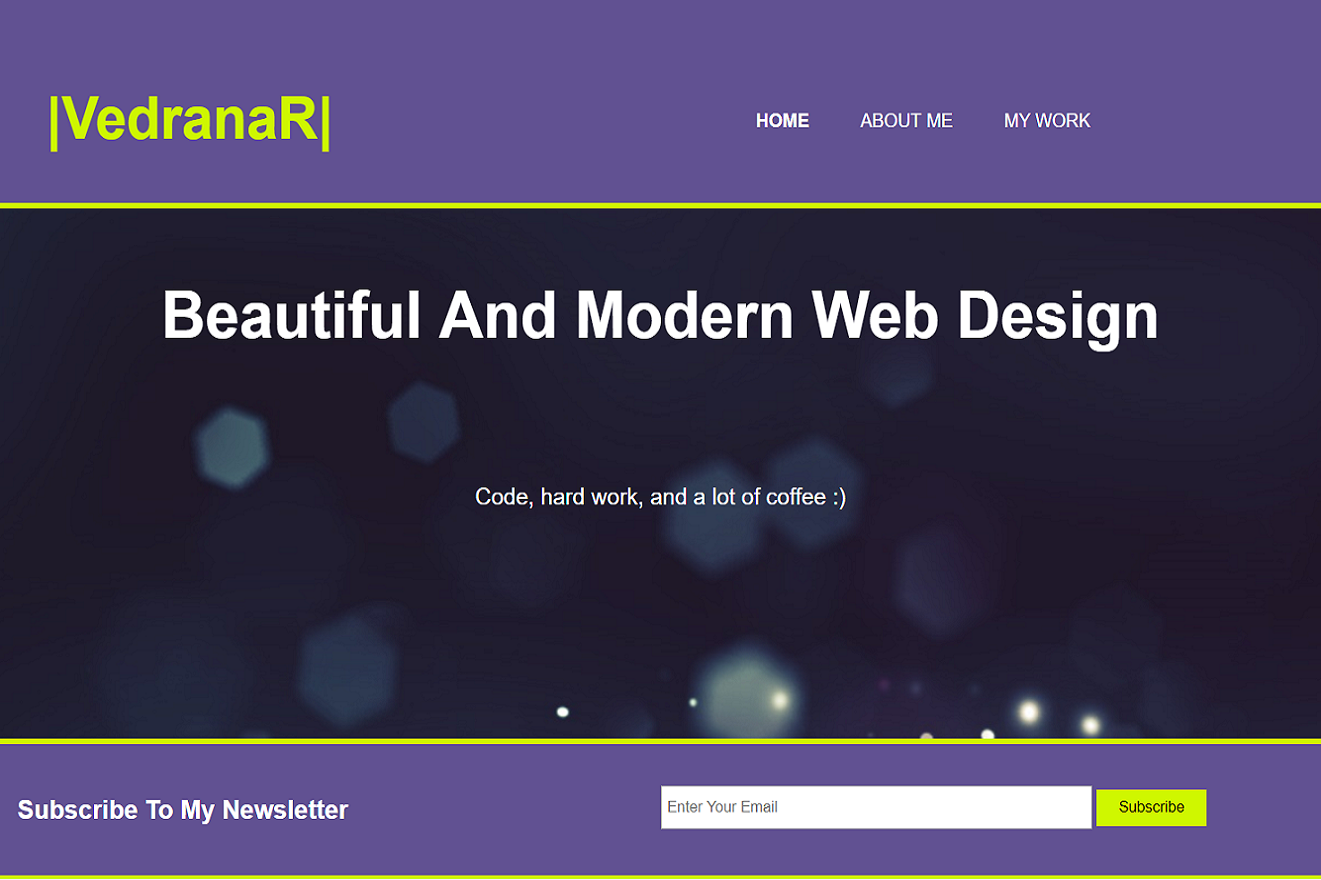 |VedranaR|
HOME ABOUT ME MY WORK
Beautiful And Modern Web Design
Code, hard work, and a lot of coffee :)
Subscribe To My Newsletter
Enter Your Email Subscribe